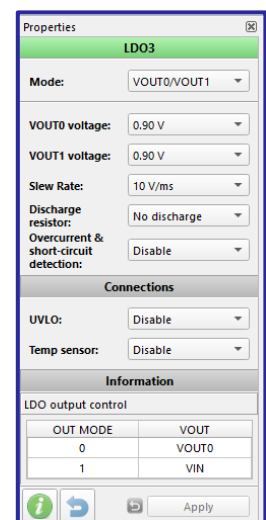 Properties
LDO3
Mode: VOUT0/VOUT1
VOUT0 voltage: 0.90 V
VOUT1 voltage: 0.90 V
Slew Rate: 10 V/ms
Discharge
resistor: No discharge
Overcurrent &
short-circuit
detection: Disable
Connections
UVLO: Disable
Temp sensor: Disable
Information
LDO output control
OUT MODE VOUT
0 VOUT0
1 VIN
Apply